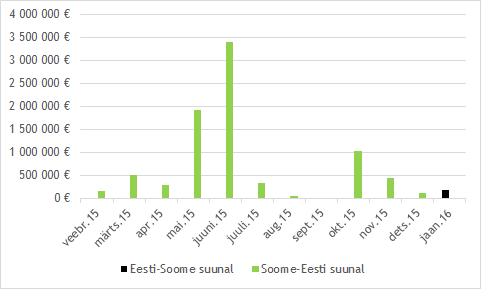 4 000 000 €
3 500 000 €
3 000 000 €
2 500 000 €
2 000 000 €
1 500 000 €
1 000 000 €
500 000 €
0 €
veebr.15
märts.15
apr.15
mai.15
juuni.15
juuli.15
aug.15
sept.15
okt.15
nov.15
dets.15
jaan.16
Eesti-Soome suunal
Soome-Eesti suunal